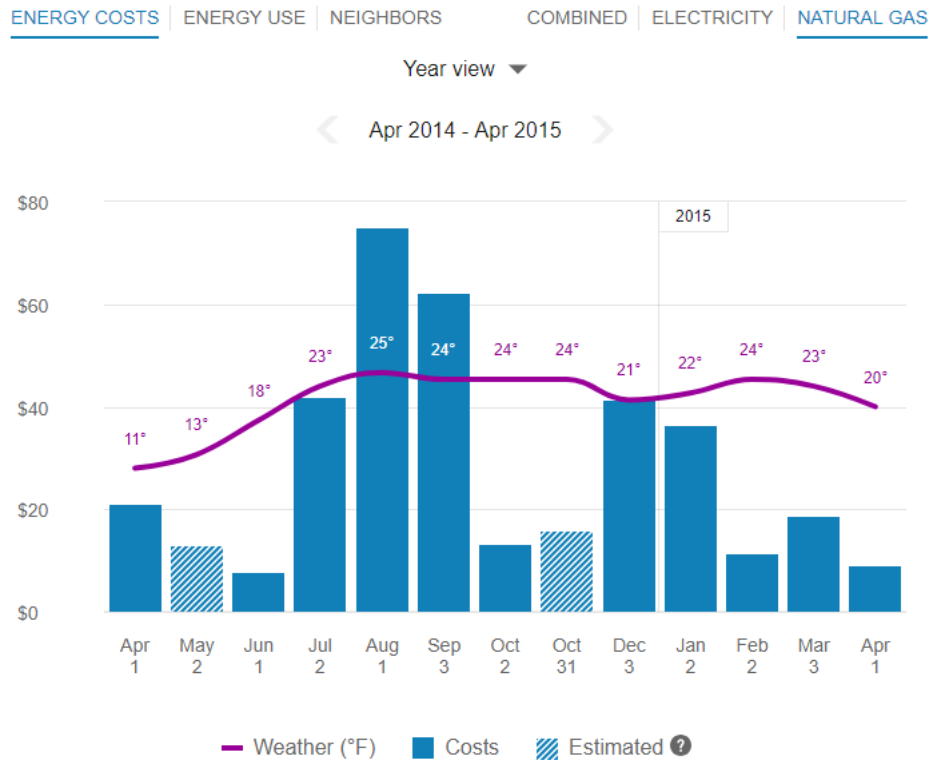 ENERGY COSTS ENERGY USE NEIGHBORS COMBINED ELECTRICITY NATURAL GAS
Year view
Apr 2014 - Apr 2015
$80
2015
$60
25° 24° 24° 24° 24°
23° 22° 23°
21° 20°
18°
$40
13°
11°
$20
$0
Apr May Jun Jul Aug Sep Oct Oct Dec Jan Feb Mar Apr
1 2 1 2 1 3 2 31 3 2 2 3 1
Weather (°F) Costs Estimated ?